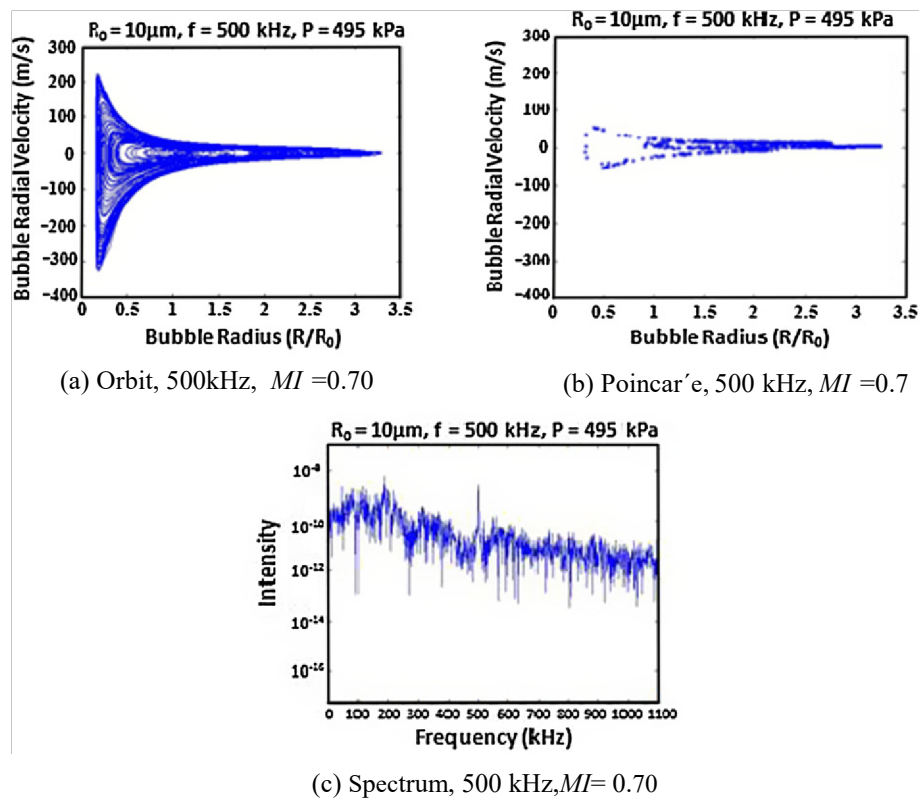 R₀ = 10µm, f = 500 kHz, P = 495 kPa
Bubble Radial Velocity (m/s)
300
200
100
0
−100
−200
−300
−400
0 0.5 1 1.5 2 2.5 3 3.5
Bubble Radius (R/R₀)
(a) Orbit, 500kHz, MI =0.70
R₀ = 10µm, f = 500 kHz, P = 495 kPa
Bubble Radial Velocity (m/s)
300
200
100
0
−100
−200
−300
−400
0 0.5 1 1.5 2 2.5 3 3.5
Bubble Radius (R/R₀)
(b) Poincar´e, 500 kHz, MI =0.7
R₀ = 10µm, f = 500 kHz, P = 495 kPa
Intensity
10⁻⁸
10⁻¹⁰
10⁻¹²
10⁻¹⁴
10⁻¹⁶
0 100 200 300 400 500 600 700 800 900 1000 1100
Frequency (kHz)
(c) Spectrum, 500 kHz,MI= 0.70